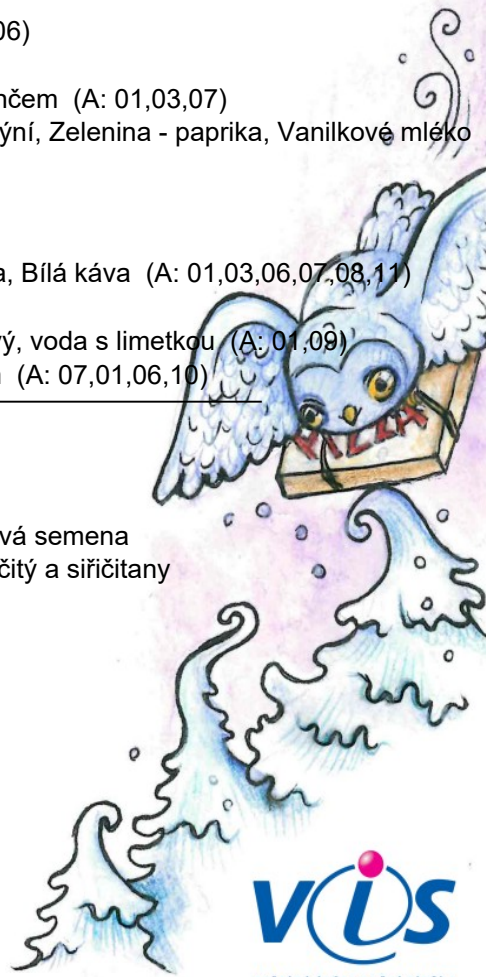 06)
nčem (A: 01,03,07)
ýní, Zelenina - paprika, Vanilkové mléko
a, Bílá káva (A: 01,03,06,07,08,11)
vý, voda s limetkou (A: 01,09)
(A: 07,01,06,10)
PIZZA
vá semena
čitý a siřičitany
VIS